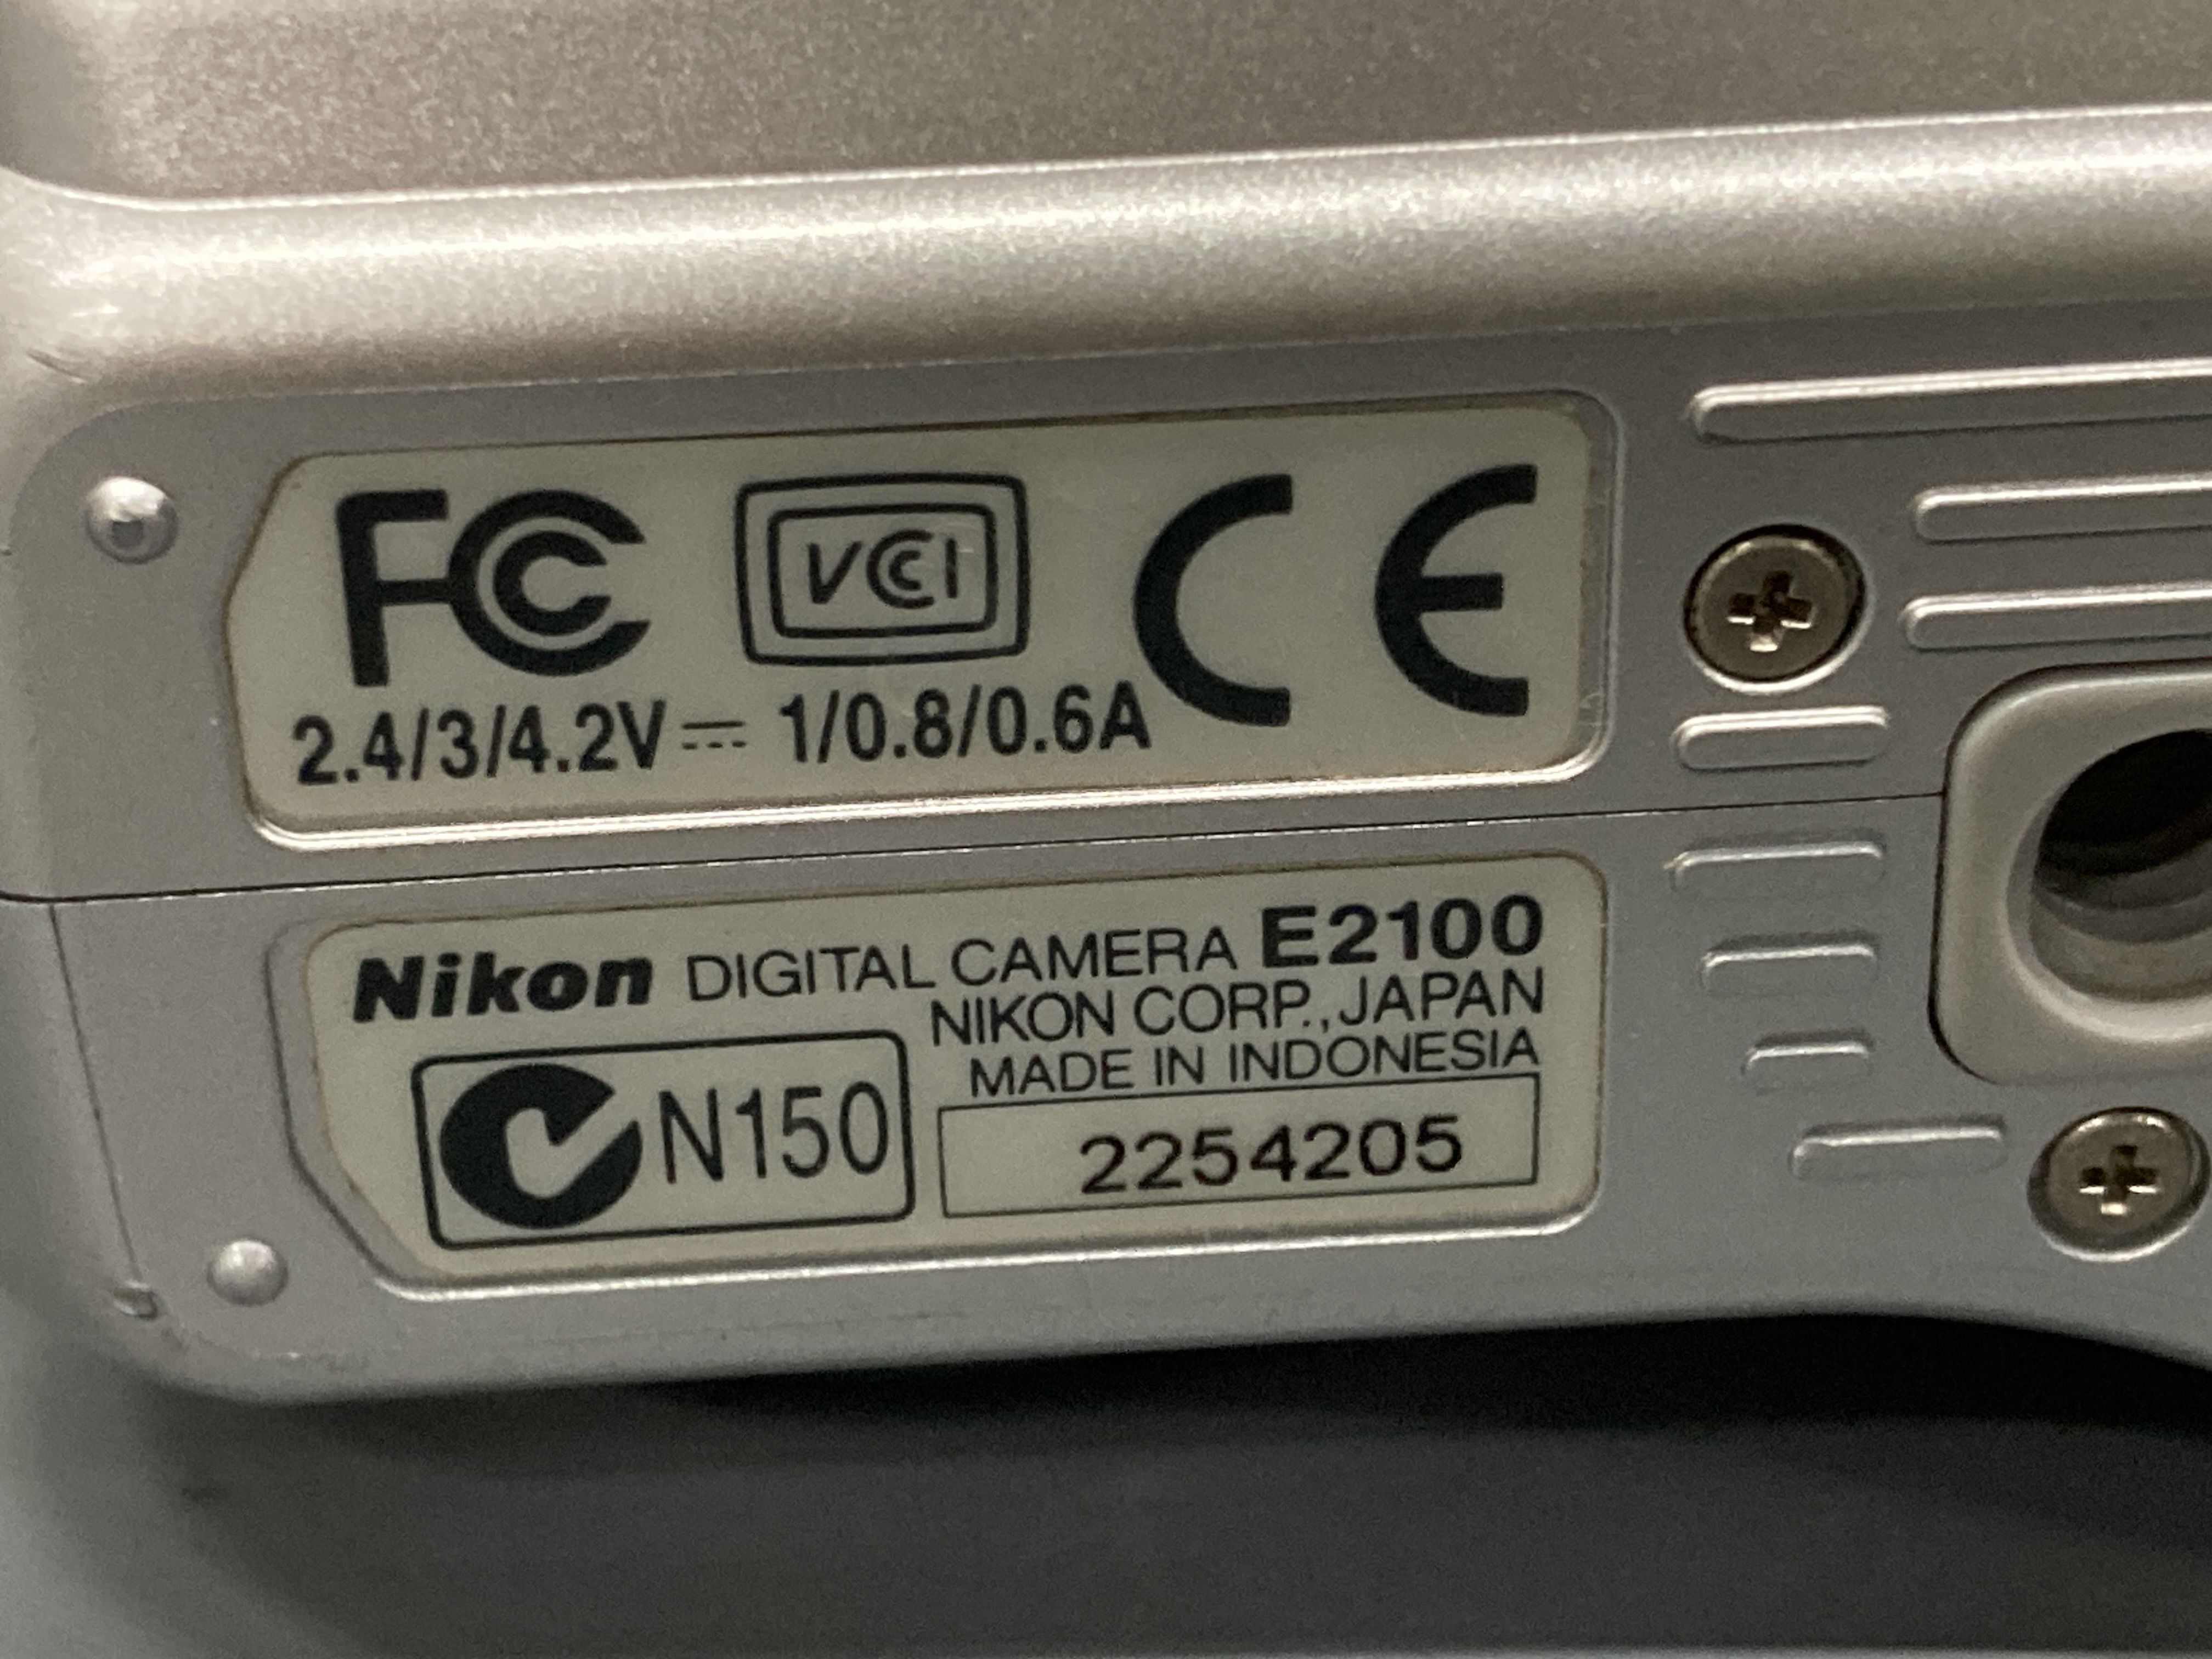 FC VCCI CE
2.4/3/4.2V⎓ 1/0.8/0.6A
Nikon DIGITAL CAMERA E2100
NIKON CORP.,JAPAN
MADE IN INDONESIA
N150
2254205